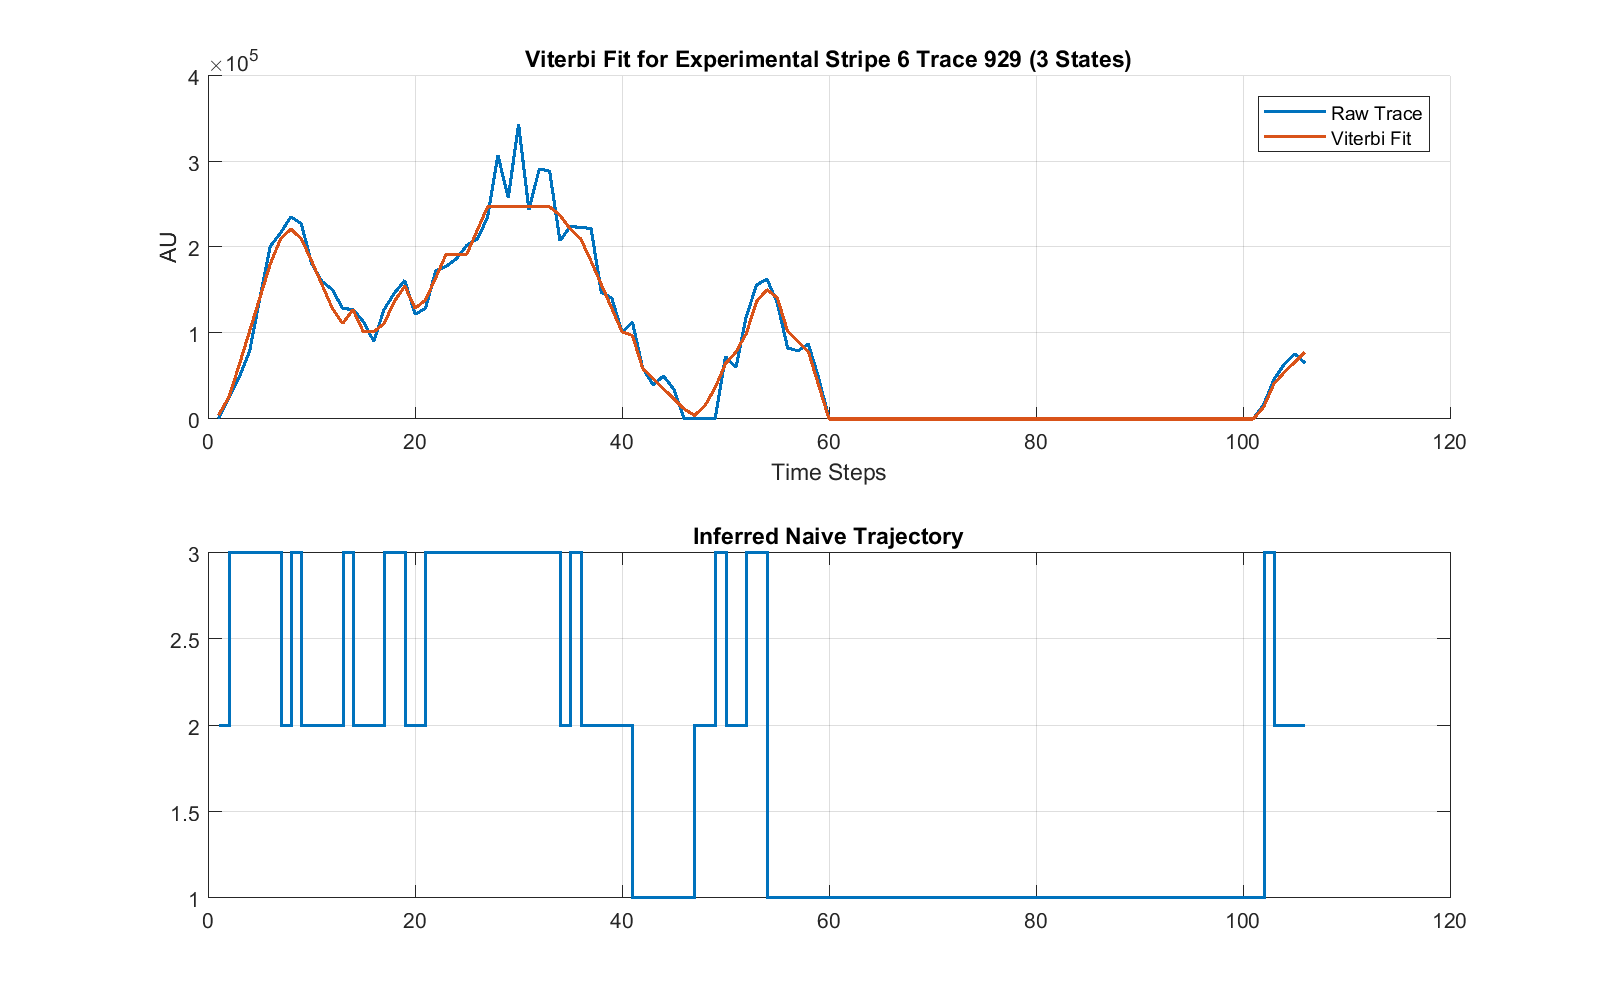 Viterbi Fit for Experimental Stripe 6 Trace 929 (3 States)
×10⁵
4
3
2
1
0
AU
Raw Trace
Viterbi Fit
0 20 40 60 80 100 120
Time Steps
Inferred Naive Trajectory
3
2.5
2
1.5
1
0 20 40 60 80 100 120